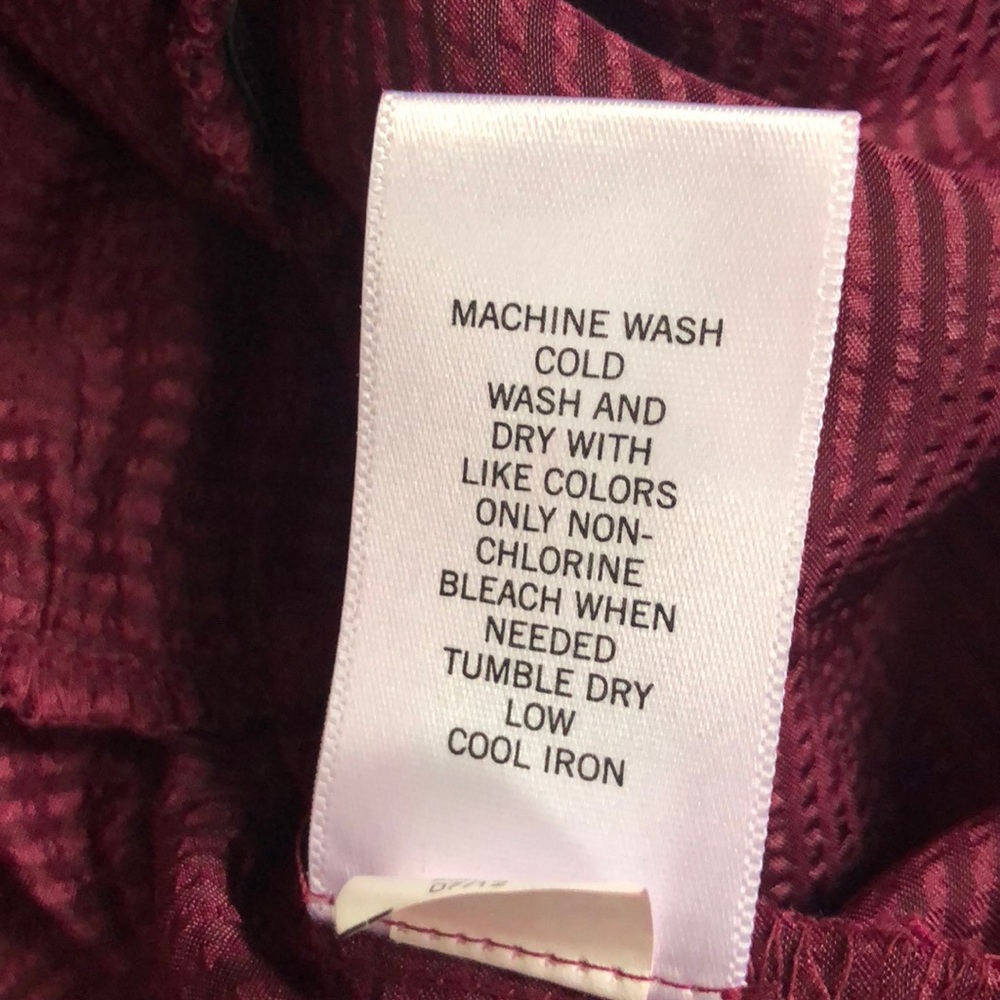 MACHINE WASH
COLD
WASH AND
DRY WITH
LIKE COLORS
ONLY NON-
CHLORINE
BLEACH WHEN
NEEDED
TUMBLE DRY
LOW
COOL IRON